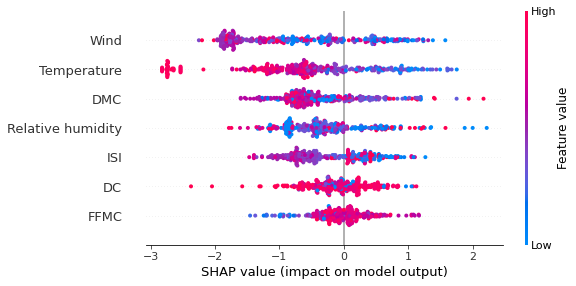 High
Wind
Temperature
DMC
Relative humidity
ISI
DC
FFMC
Feature value
Low
−3 −2 −1 0 1 2
SHAP value (impact on model output)